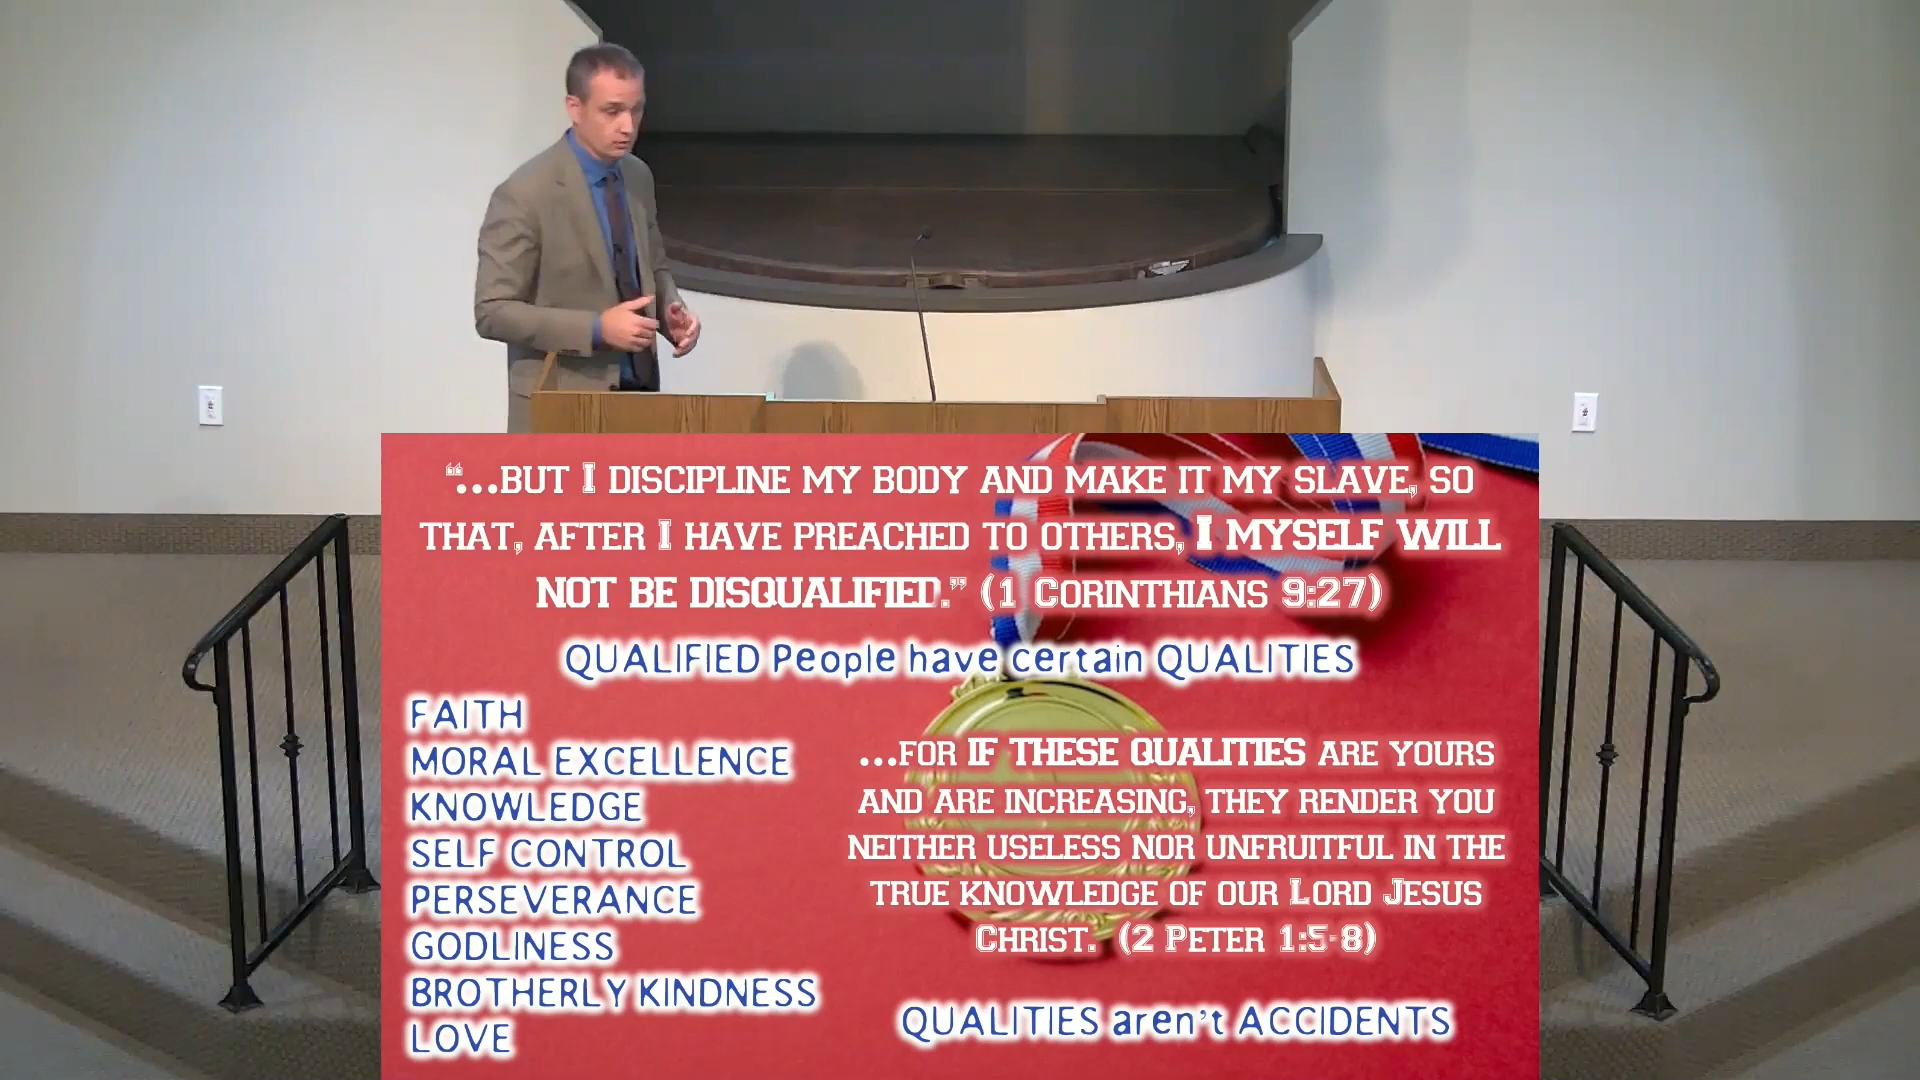 “…BUT I DISCIPLINE MY BODY AND MAKE IT MY SLAVE, SO
THAT, AFTER I HAVE PREACHED TO OTHERS, I MYSELF WILL
NOT BE DISQUALIFIED.” (1 CORINTHIANS 9:27)
QUALIFIED People have certain QUALITIES
FAITH
MORAL EXCELLENCE
KNOWLEDGE
SELF CONTROL
PERSEVERANCE
GODLINESS
BROTHERLY KINDNESS
LOVE
…FOR IF THESE QUALITIES ARE YOURS
AND ARE INCREASING, THEY RENDER YOU
NEITHER USELESS NOR UNFRUITFUL IN THE
TRUE KNOWLEDGE OF OUR LORD JESUS
CHRIST. (2 PETER 1:5-8)
QUALITIES aren't ACCIDENTS